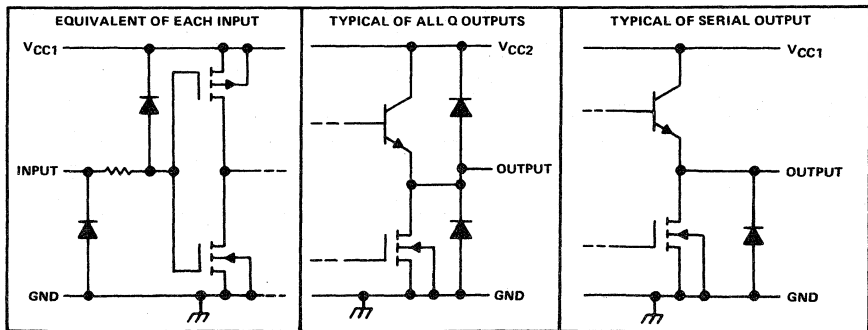 EQUIVALENT OF EACH INPUT
VCC1
INPUT
GND
TYPICAL OF ALL Q OUTPUTS
VCC2
OUTPUT
GND
TYPICAL OF SERIAL OUTPUT
VCC1
OUTPUT
GND